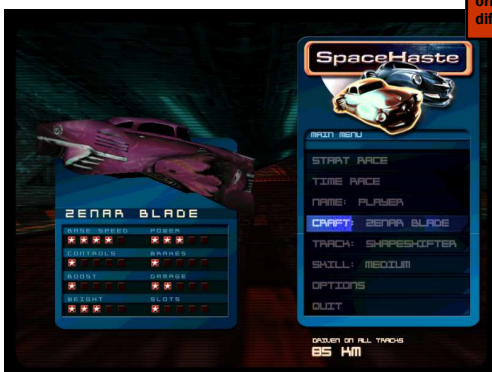 SpaceHaste
MAIN MENU
START RACE
TIME RACE
NAME: PLAYER
CRAFT: ZENAR BLADE
TRACK: SHAPESHIFTER
SKILL: MEDIUM
OPTIONS
QUIT
DRIVEN ON ALL TRACKS
85 KM
ZENAR BLADE
BASE SPEED POWER
CONTROLS BRAKES
BOOST DAMAGE
WEIGHT SLOTS